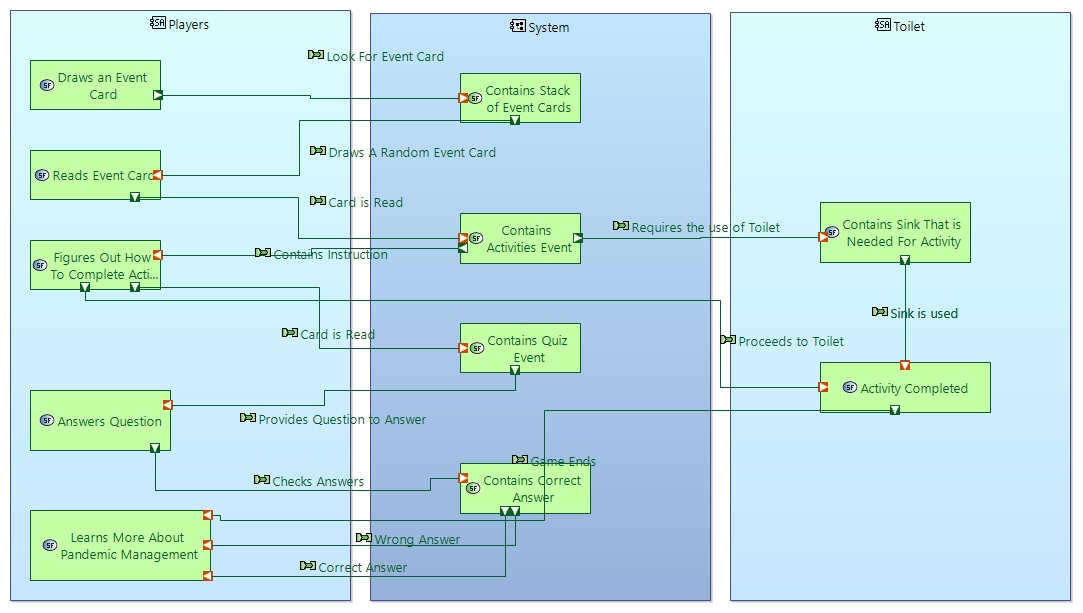 Players
System
Toilet
Look For Event Card
SF Draws an Event
Card
SF Contains Stack
of Event Cards
Draws A Random Event Card
SF Reads Event Card
Card is Read
SF Contains
Activities Event
Requires the use of Toilet
SF Contains Sink That is
Needed For Activity
SF Figures Out How
To Complete Acti...
Contains Instruction
Sink is used
Card is Read
SF Contains Quiz
Event
Proceeds to Toilet
SF Activity Completed
SF Answers Question
Provides Question to Answer
Game Ends
Checks Answers
SF Contains Correct
Answer
SF Learns More About
Pandemic Management
Wrong Answer
Correct Answer